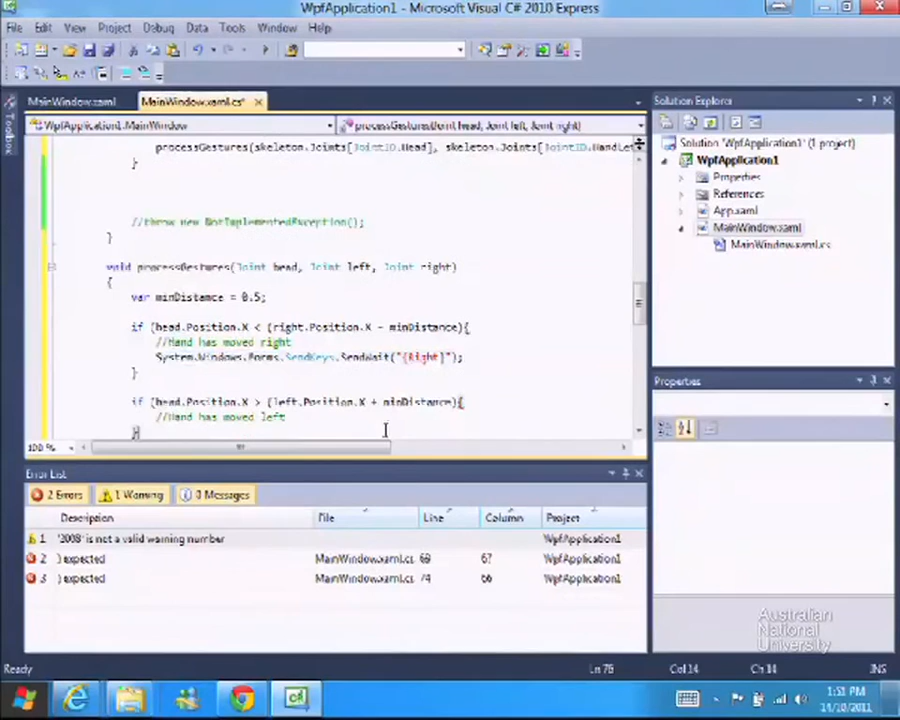 WpfApplication1 - Microsoft Visual C# 2010 Express
File Edit View Project Debug Data Tools Window Help
MainWindow.xaml MainWindow.xaml.cs*
WpfApplication1.MainWindow processGestures(Joint head, Joint left, Joint right)
Toolbox
processGestures(skeleton.Joints[JointID.Head], skeleton.Joints[JointID.HandLe
}
//throw new NotImplementedException();
}
void processGestures(Joint head, Joint left, Joint right)
{
var minDistance = 0.5;
if (head.Position.X < (right.Position.X - minDistance){
//Hand has moved right
System.Windows.Forms.SendKeys.SendWait("{Right}");
}
if (head.Position.X > (left.Position.X + minDistance){
//Hand has moved left
}
100 %
Solution Explorer
Solution 'WpfApplication1' (1 project)
WpfApplication1
Properties
References
App.xaml
MainWindow.xaml
MainWindow.xaml.cs
Properties
Error List
2 Errors 1 Warning 0 Messages
Description File Line Column Project
1 '2008' is not a valid warning number WpfApplication1
2 ) expected MainWindow.xaml.cs 69 67 WpfApplication1
3 ) expected MainWindow.xaml.cs 74 66 WpfApplication1
Australian
National
University
Ready Ln 76 Col 14 Ch 14 INS
1:51 PM
14/10/2011